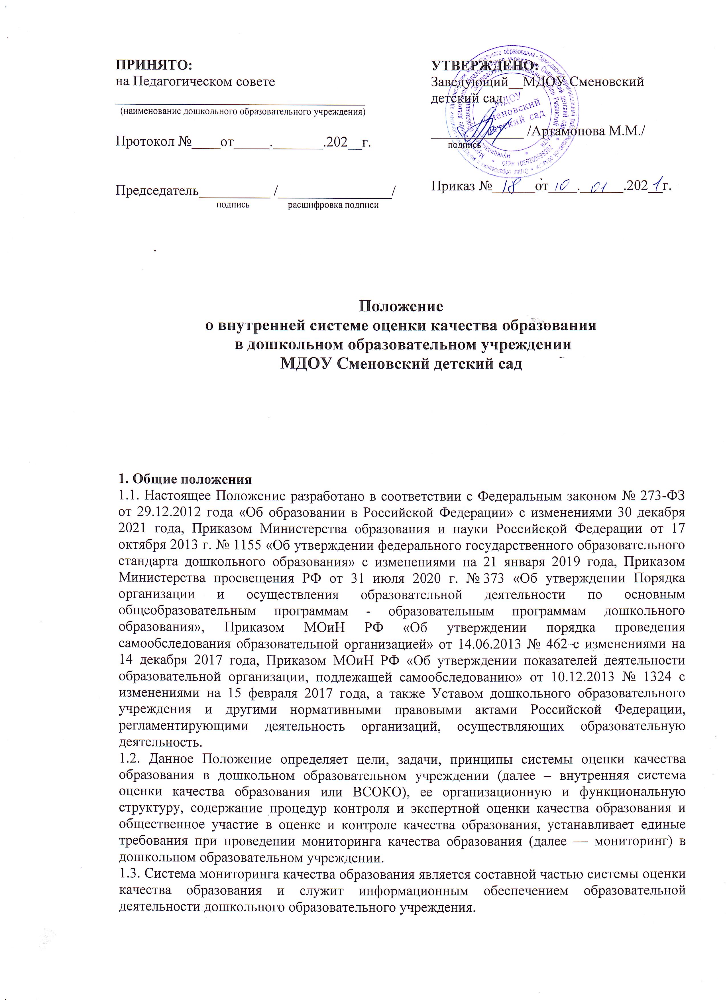 ПРИНЯТО:
на Педагогическом совете
(наименование дошкольного образовательного учреждения)
Протокол №____от_____._______.202__г.
Председатель__________ /________________/
подпись расшифровка подписи
УТВЕРЖДЕНО:
Заведующий__МДОУ Сменовский
детский сад
_____________ /Артамонова М.М./
подпись
МДОУ
Сменовский
детский сад
ОГРН
Приказ № 18 от 10 . 01 .2021г.
Положение
о внутренней системе оценки качества образования
в дошкольном образовательном учреждении
МДОУ Сменовский детский сад
1. Общие положения
1.1. Настоящее Положение разработано в соответствии с Федеральным законом № 273-ФЗ
от 29.12.2012 года «Об образовании в Российской Федерации» с изменениями 30 декабря
2021 года, Приказом Министерства образования и науки Российской Федерации от 17
октября 2013 г. № 1155 «Об утверждении федерального государственного образовательного
стандарта дошкольного образования» с изменениями на 21 января 2019 года, Приказом
Министерства просвещения РФ от 31 июля 2020 г. № 373 «Об утверждении Порядка
организации и осуществления образовательной деятельности по основным
общеобразовательным программам - образовательным программам дошкольного
образования», Приказом МОиН РФ «Об утверждении порядка проведения
самообследования образовательной организацией» от 14.06.2013 № 462 с изменениями на
14 декабря 2017 года, Приказом МОиН РФ «Об утверждении показателей деятельности
образовательной организации, подлежащей самообследованию» от 10.12.2013 № 1324 с
изменениями на 15 февраля 2017 года, а также Уставом дошкольного образовательного
учреждения и другими нормативными правовыми актами Российской Федерации,
регламентирующими деятельность организаций, осуществляющих образовательную
деятельность.
1.2. Данное Положение определяет цели, задачи, принципы системы оценки качества
образования в дошкольном образовательном учреждении (далее – внутренняя система
оценки качества образования или ВСОКО), ее организационную и функциональную
структуру, содержание процедур контроля и экспертной оценки качества образования и
общественное участие в оценке и контроле качества образования, устанавливает единые
требования при проведении мониторинга качества образования (далее — мониторинг) в
дошкольном образовательном учреждении.
1.3. Система мониторинга качества образования является составной частью системы оценки
качества образования и служит информационным обеспечением образовательной
деятельности дошкольного образовательного учреждения.